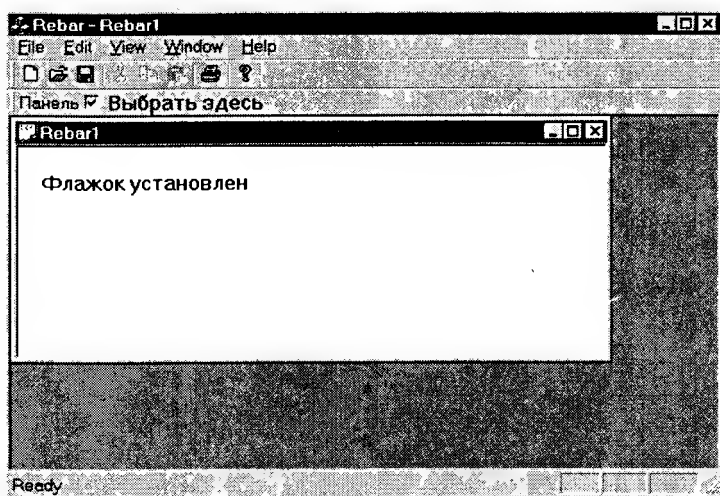 Rebar - Rebar1
File Edit View Window Help
Панель Выбрать здесь
Rebar1
Флажок установлен
Ready